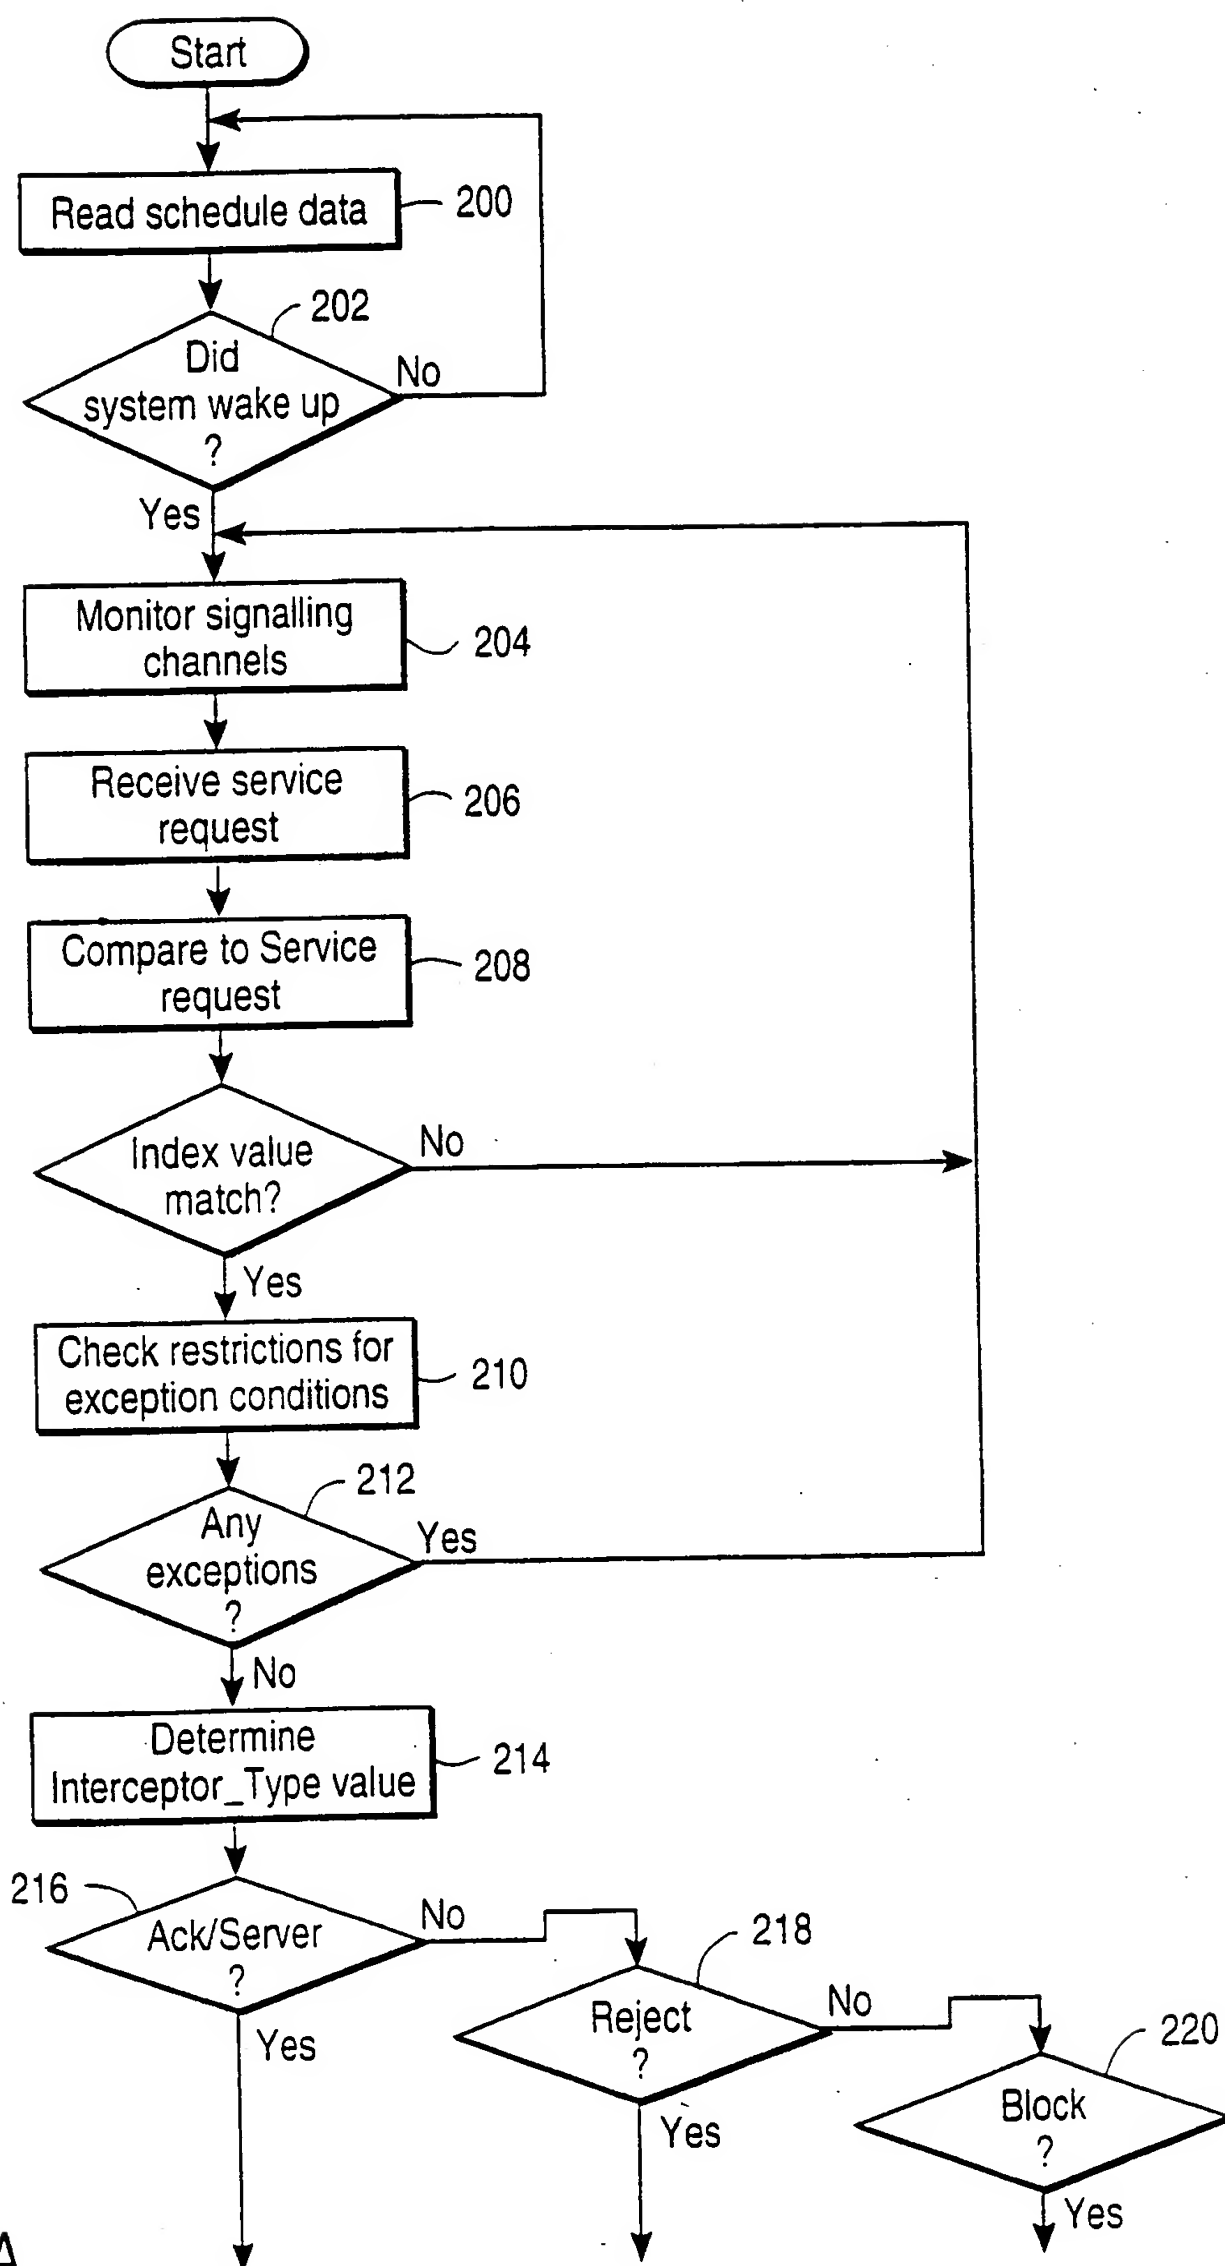 Start
Read schedule data
200
202
Did
system wake up
?
No
Yes
Monitor signalling
channels
204
Receive service
request
206
Compare to Service
request
208
Index value
match?
No
Yes
Check restrictions for
exception conditions
210
212
Any
exceptions
?
Yes
No
Determine
Interceptor_Type value
214
216
Ack/Server
?
No
Yes
218
Reject
?
No
Yes
220
Block
?
Yes